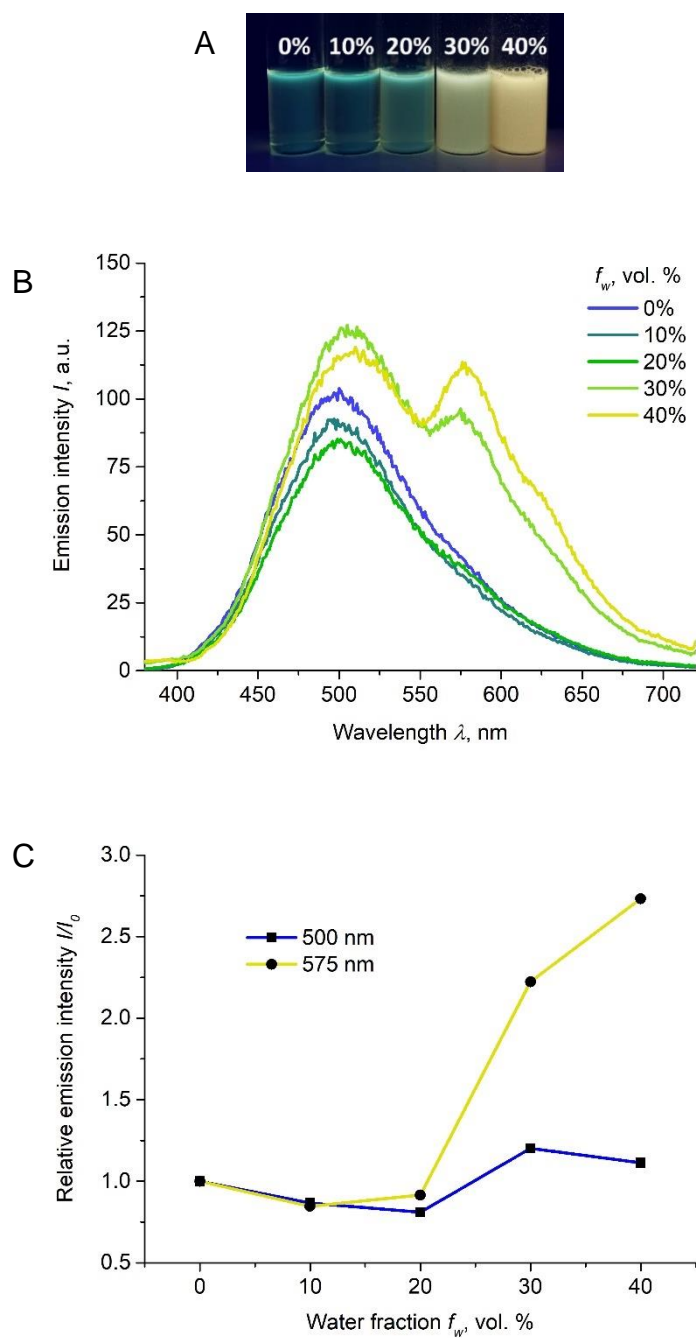 A
0% 10% 20% 30% 40%
B
150
125
100
75
50
25
0
Emission intensity I, a.u.
f_w, vol. %
0%
10%
20%
30%
40%
400 450 500 550 600 650 700
Wavelength λ, nm
C
3.0
2.5
2.0
1.5
1.0
0.5
Relative emission intensity I/I_0
500 nm
575 nm
0 10 20 30 40
Water fraction f_w, vol. %